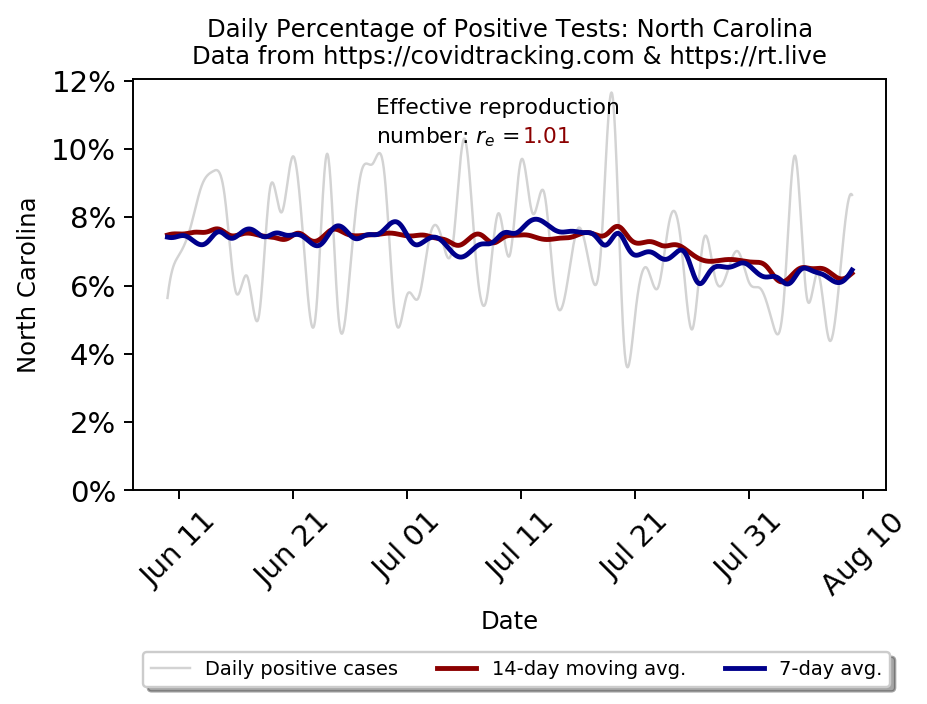 Daily Percentage of Positive Tests: North Carolina
Data from https://covidtracking.com & https://rt.live
Effective reproduction
number: rₑ = 1.01
12%
10%
8%
6%
4%
2%
0%
North Carolina
Jun 11
Jun 21
Jul 01
Jul 11
Jul 21
Jul 31
Aug 10
Date
Daily positive cases
14-day moving avg.
7-day avg.